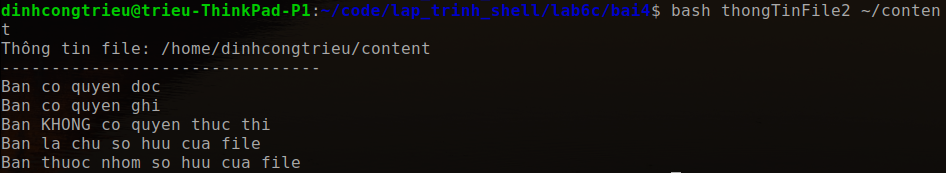 dinhcongtrieu@trieu-ThinkPad-P1:~/code/lap_trinh_shell/lab6c/bai4$ bash thongTinFile2 ~/conten
t
Thông tin file: /home/dinhcongtrieu/content
--------------------------------
Ban co quyen doc
Ban co quyen ghi
Ban KHONG co quyen thuc thi
Ban la chu so huu cua file
Ban thuoc nhom so huu cua file